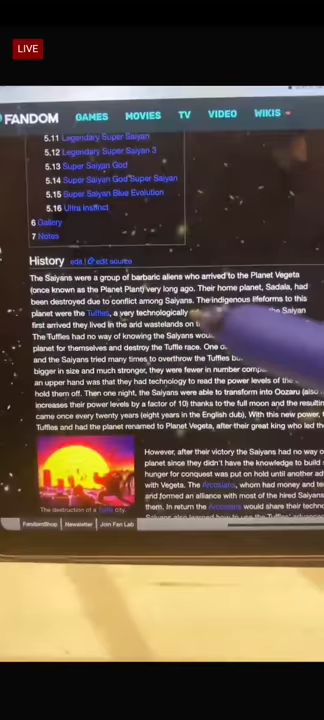 LIVE
FANDOM GAMES MOVIES TV VIDEO WIKIS
5.11 Legendary Super Saiyan
5.12 Legendary Super Saiyan 3
5.13 Super Saiyan God
5.14 Super Saiyan God Super Saiyan
5.15 Super Saiyan Blue Evolution
5.16 Ultra Instinct
6 Gallery
7 Notes
History edit | edit source
The Saiyans were a group of barbaric aliens who arrived to the Planet Vegeta
(once known as the Planet Plant) very long ago. Their home planet, Sadala, had
been destroyed due to conflict among Saiyans. The indigenous lifeforms to this
planet were the Tuffles, a very technologically Saiyan
first arrived they lived in the arid wastelands on
The Tuffles had no way of knowing the Saiyans
planet for themselves and destroy the Tuffle race. One
and the Saiyans tried many times to overthrow the Tuffles
bigger in size and much stronger, they were fewer in number
an upper hand was that they had technology to read the power levels of
hold them off. Then one night, the Saiyans were able to transform into Oozaru (also
increases their power levels by a factor of 10) thanks to the full moon and the
came once every twenty years (eight years in the English dub), With this new power,
Tuffles and had the planet renamed to Planet Vegeta, after their great king who led
However, after their victory the Saiyans had no way
planet since they didn't have the knowledge to build
hunger for conquest was put on hold until another
with Vegeta. The Arcosians, whom had money and
and formed an alliance with most of the hired Saiyans
them. In return the Arcosians would share their
Saiyans also learned how to use the Tuffles' advanced
The destruction of a Tuffle city.
FandomShop Newsletter Join Fan Lab